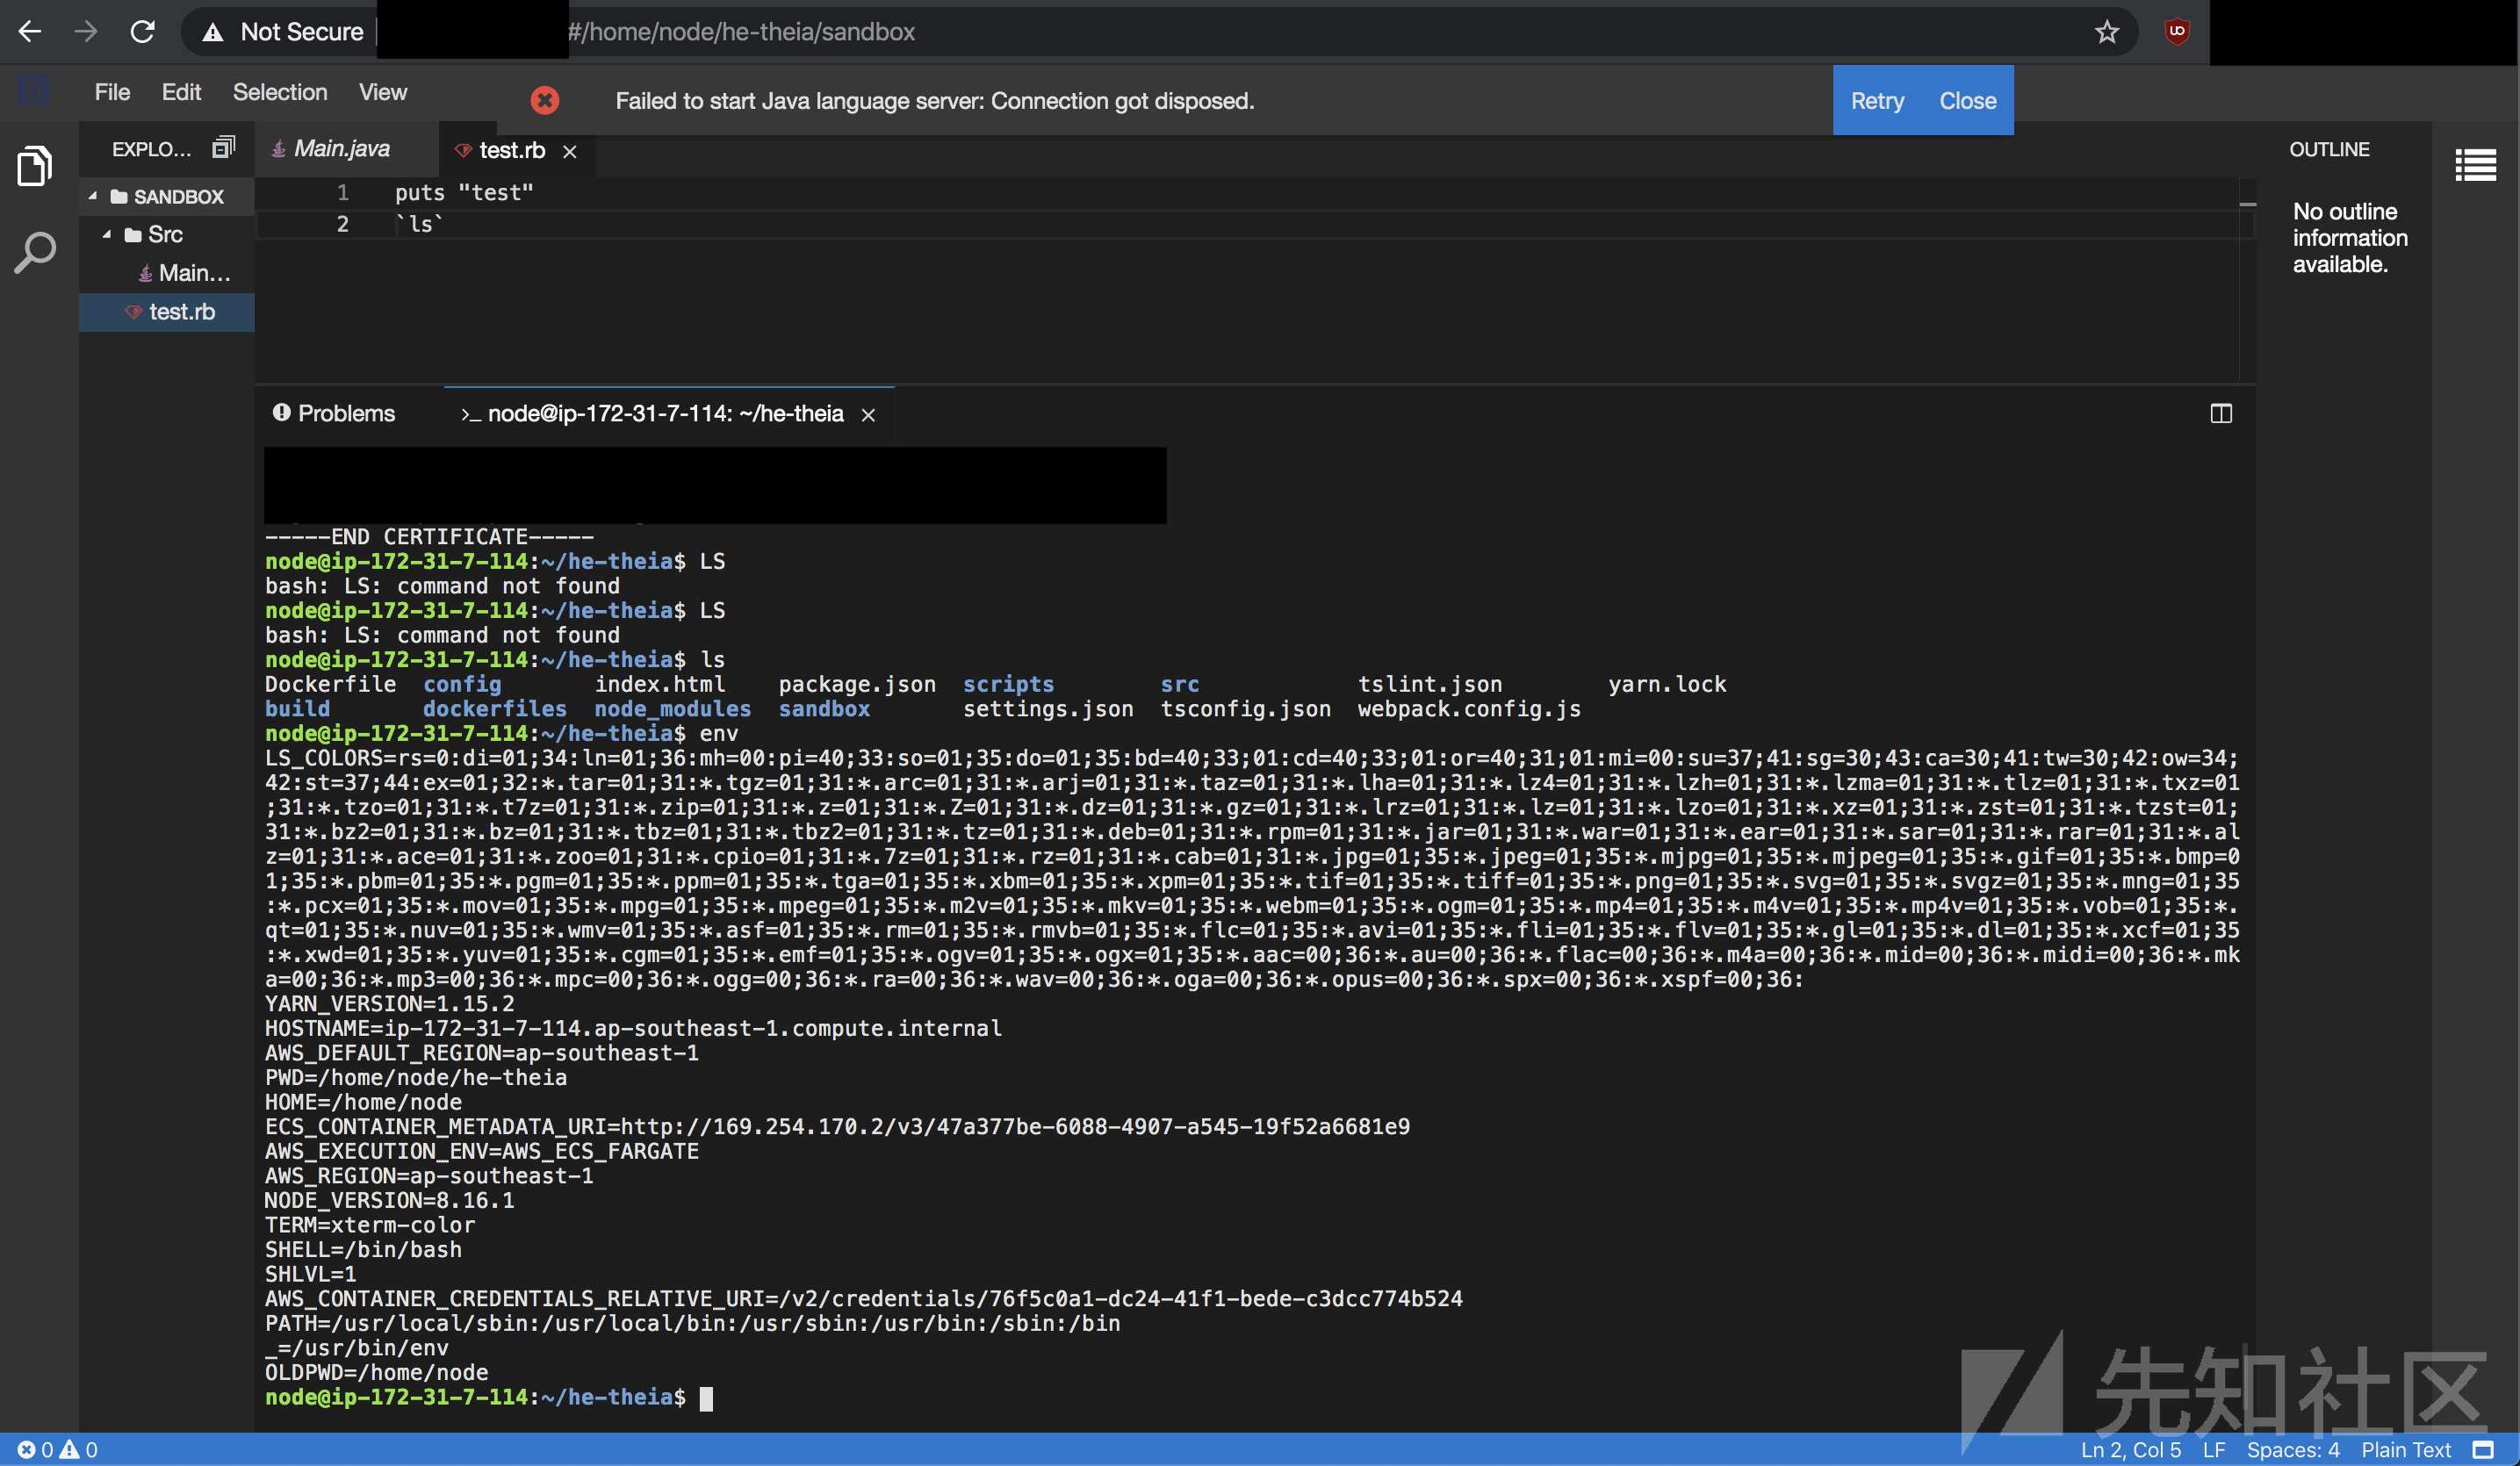 Not Secure #/home/node/he-theia/sandbox
File Edit Selection View
Failed to start Java language server: Connection got disposed.
Retry Close
EXPLO...
Main.java
test.rb
OUTLINE
SANDBOX
Src
Main...
test.rb
1 puts "test"
2 `ls`
No outline
information
available.
Problems
>_ node@ip-172-31-7-114: ~/he-theia
-----END CERTIFICATE-----
node@ip-172-31-7-114:~/he-theia$ LS
bash: LS: command not found
node@ip-172-31-7-114:~/he-theia$ LS
bash: LS: command not found
node@ip-172-31-7-114:~/he-theia$ ls
Dockerfile config index.html package.json scripts src tslint.json yarn.lock
build dockerfiles node_modules sandbox settings.json tsconfig.json webpack.config.js
node@ip-172-31-7-114:~/he-theia$ env
LS_COLORS=rs=0:di=01;34:ln=01;36:mh=00:pi=40;33:so=01;35:do=01;35:bd=40;33;01:cd=40;33;01:or=40;31;01:mi=00:su=37;41:sg=30;43:ca=30;41:tw=30;42:ow=34;
42:st=37;44:ex=01;32:*.tar=01;31:*.tgz=01;31:*.arc=01;31:*.arj=01;31:*.taz=01;31:*.lha=01;31:*.lz4=01;31:*.lzh=01;31:*.lzma=01;31:*.tlz=01;31:*.txz=01
;31:*.tzo=01;31:*.t7z=01;31:*.zip=01;31:*.z=01;31:*.Z=01;31:*.dz=01;31:*.gz=01;31:*.lrz=01;31:*.lz=01;31:*.lzo=01;31:*.xz=01;31:*.zst=01;31:*.tzst=01;
31:*.bz2=01;31:*.bz=01;31:*.tbz=01;31:*.tbz2=01;31:*.tz=01;31:*.deb=01;31:*.rpm=01;31:*.jar=01;31:*.war=01;31:*.ear=01;31:*.sar=01;31:*.rar=01;31:*.al
z=01;31:*.ace=01;31:*.zoo=01;31:*.cpio=01;31:*.7z=01;31:*.rz=01;31:*.cab=01;31:*.jpg=01;35:*.jpeg=01;35:*.mjpg=01;35:*.mjpeg=01;35:*.gif=01;35:*.bmp=0
1;35:*.pbm=01;35:*.pgm=01;35:*.ppm=01;35:*.tga=01;35:*.xbm=01;35:*.xpm=01;35:*.tif=01;35:*.tiff=01;35:*.png=01;35:*.svg=01;35:*.svgz=01;35:*.mng=01;35
:*.pcx=01;35:*.mov=01;35:*.mpg=01;35:*.mpeg=01;35:*.m2v=01;35:*.mkv=01;35:*.webm=01;35:*.ogm=01;35:*.mp4=01;35:*.m4v=01;35:*.mp4v=01;35:*.vob=01;35:*.
qt=01;35:*.nuv=01;35:*.wmv=01;35:*.asf=01;35:*.rm=01;35:*.rmvb=01;35:*.flc=01;35:*.avi=01;35:*.fli=01;35:*.flv=01;35:*.gl=01;35:*.dl=01;35:*.xcf=01;35
:*.xwd=01;35:*.yuv=01;35:*.cgm=01;35:*.emf=01;35:*.ogv=01;35:*.ogx=01;35:*.aac=00;36:*.au=00;36:*.flac=00;36:*.m4a=00;36:*.mid=00;36:*.midi=00;36:*.mk
a=00;36:*.mp3=00;36:*.mpc=00;36:*.ogg=00;36:*.ra=00;36:*.wav=00;36:*.oga=00;36:*.opus=00;36:*.spx=00;36:*.xspf=00;36:
YARN_VERSION=1.15.2
HOSTNAME=ip-172-31-7-114.ap-southeast-1.compute.internal
AWS_DEFAULT_REGION=ap-southeast-1
PWD=/home/node/he-theia
HOME=/home/node
ECS_CONTAINER_METADATA_URI=http://169.254.170.2/v3/47a377be-6088-4907-a545-19f52a6681e9
AWS_EXECUTION_ENV=AWS_ECS_FARGATE
AWS_REGION=ap-southeast-1
NODE_VERSION=8.16.1
TERM=xterm-color
SHELL=/bin/bash
SHLVL=1
AWS_CONTAINER_CREDENTIALS_RELATIVE_URI=/v2/credentials/76f5c0a1-dc24-41f1-bede-c3dcc774b524
PATH=/usr/local/sbin:/usr/local/bin:/usr/sbin:/usr/bin:/sbin:/bin
_=/usr/bin/env
OLDPWD=/home/node
node@ip-172-31-7-114:~/he-theia$
先知社区
0 0
Ln 2, Col 5 LF Spaces: 4 Plain Text